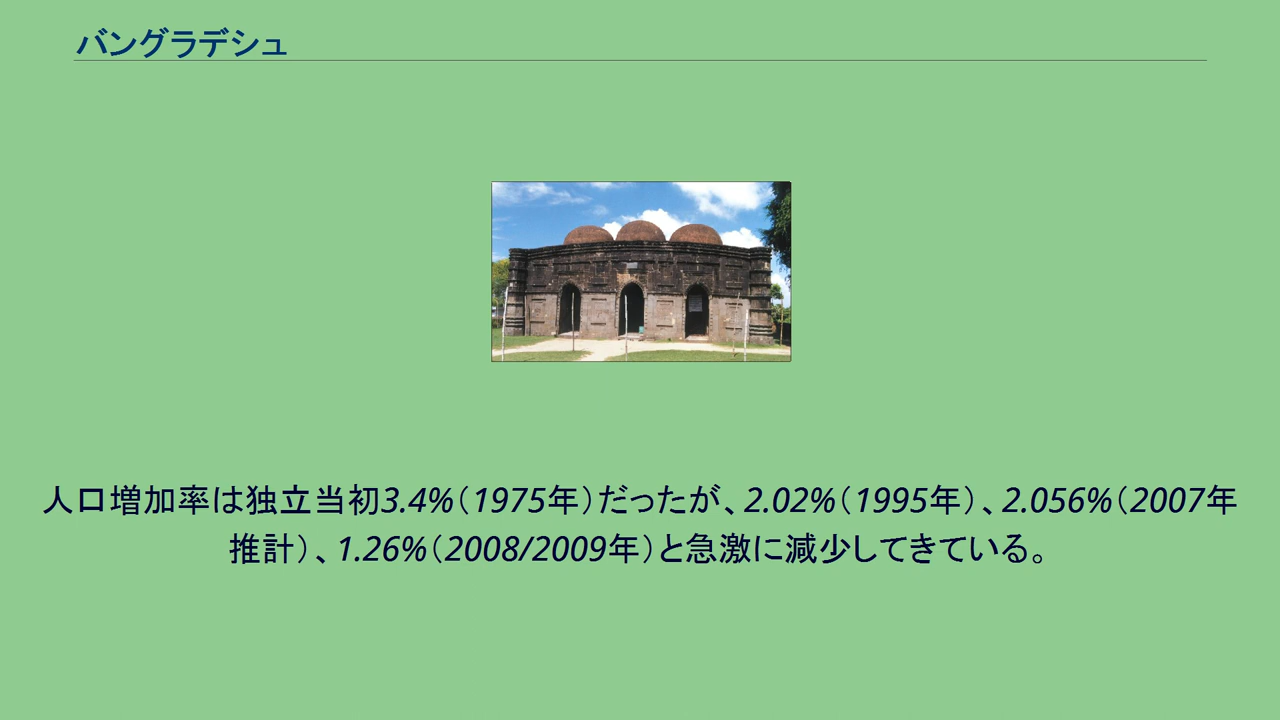 バングラデシュ
人口増加率は独立当初3.4%（1975年）だったが、2.02%（1995年）、2.056%（2007年
推計）、1.26%（2008/2009年）と急激に減少してきている。